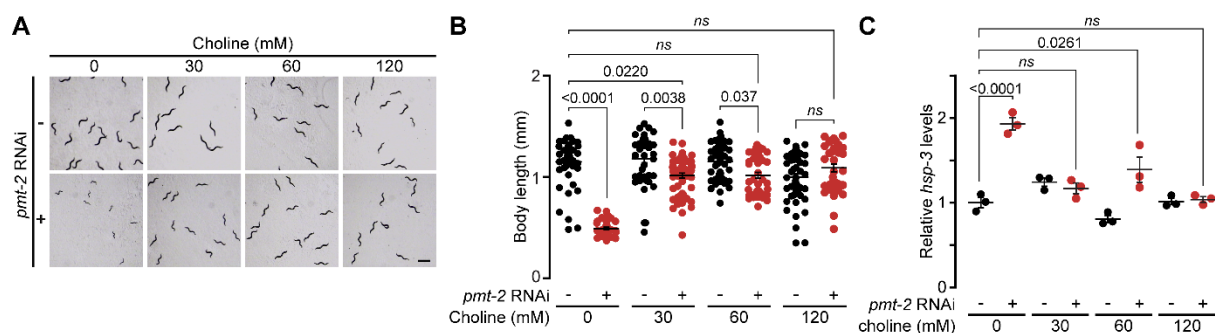 A
Choline (mM)
0 30 60 120
pmt-2 RNAi
-
+
B
ns
ns
0.0220
<0.0001 0.0038 0.037 ns
Body length (mm)
2
1
0
pmt-2 RNAi - + - + - + - +
Choline (mM) 0 30 60 120
C
ns
0.0261
ns
<0.0001
Relative hsp-3 levels
2
1
0
pmt-2 RNAi - + - + - + - +
choline (mM) 0 30 60 120